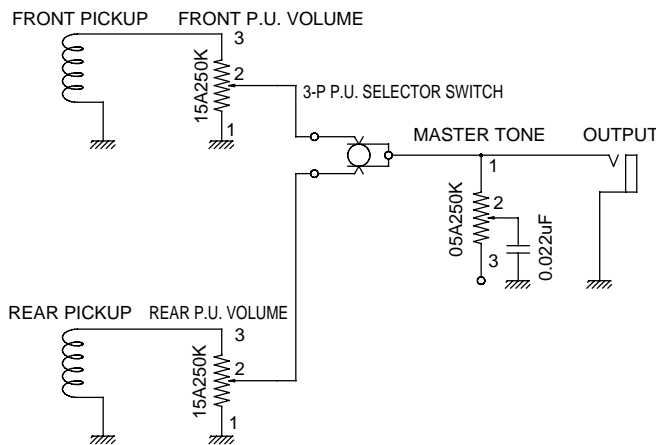 FRONT PICKUP
FRONT P.U. VOLUME
3
2
15A250K
1
3-P P.U. SELECTOR SWITCH
MASTER TONE
OUTPUT
1
2
05A250K
3
0.022uF
REAR PICKUP
REAR P.U. VOLUME
3
2
15A250K
1